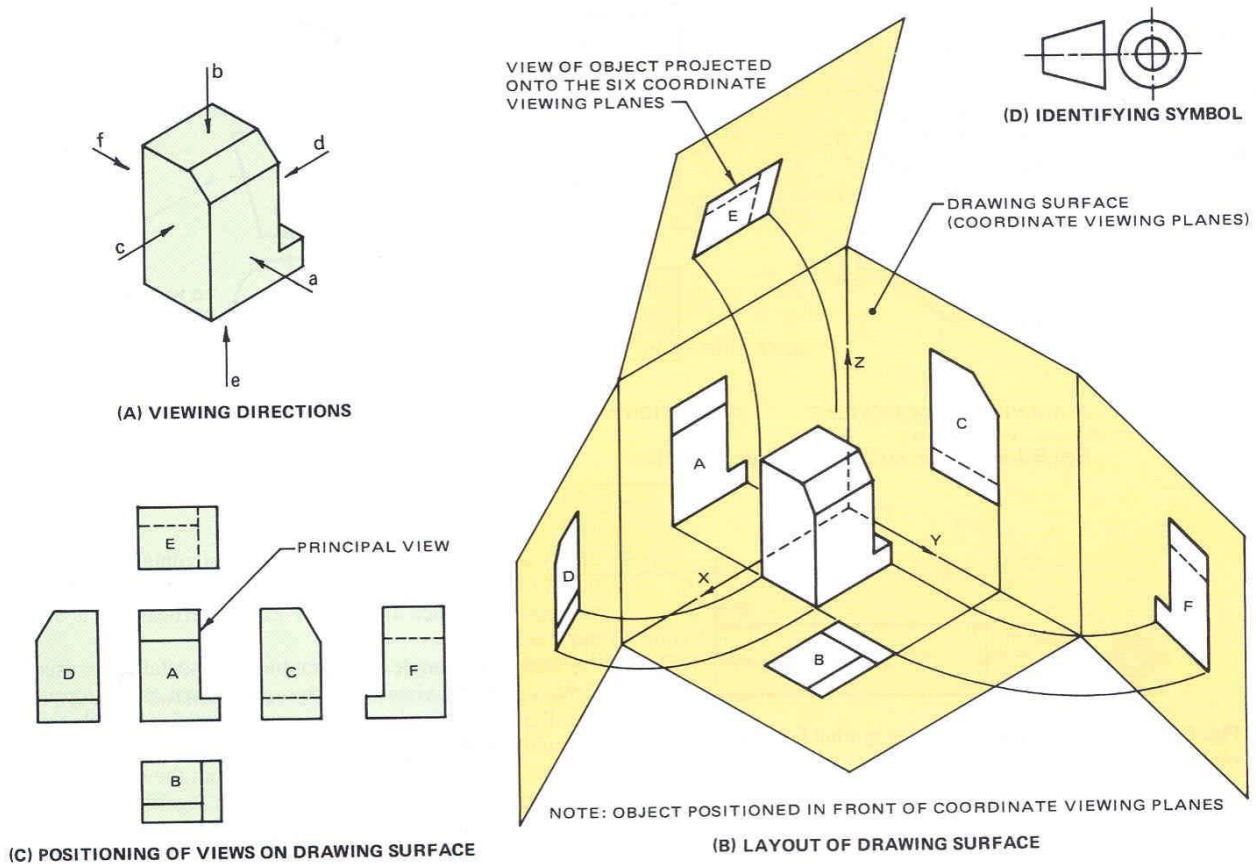 b
f
d
c
a
e
(A) VIEWING DIRECTIONS
VIEW OF OBJECT PROJECTED
ONTO THE SIX COORDINATE
VIEWING PLANES
(D) IDENTIFYING SYMBOL
E
DRAWING SURFACE
(COORDINATE VIEWING PLANES)
Z
C
A
Y
X
D
F
B
NOTE: OBJECT POSITIONED IN FRONT OF COORDINATE VIEWING PLANES
(B) LAYOUT OF DRAWING SURFACE
E
PRINCIPAL VIEW
D
A
C
F
B
(C) POSITIONING OF VIEWS ON DRAWING SURFACE